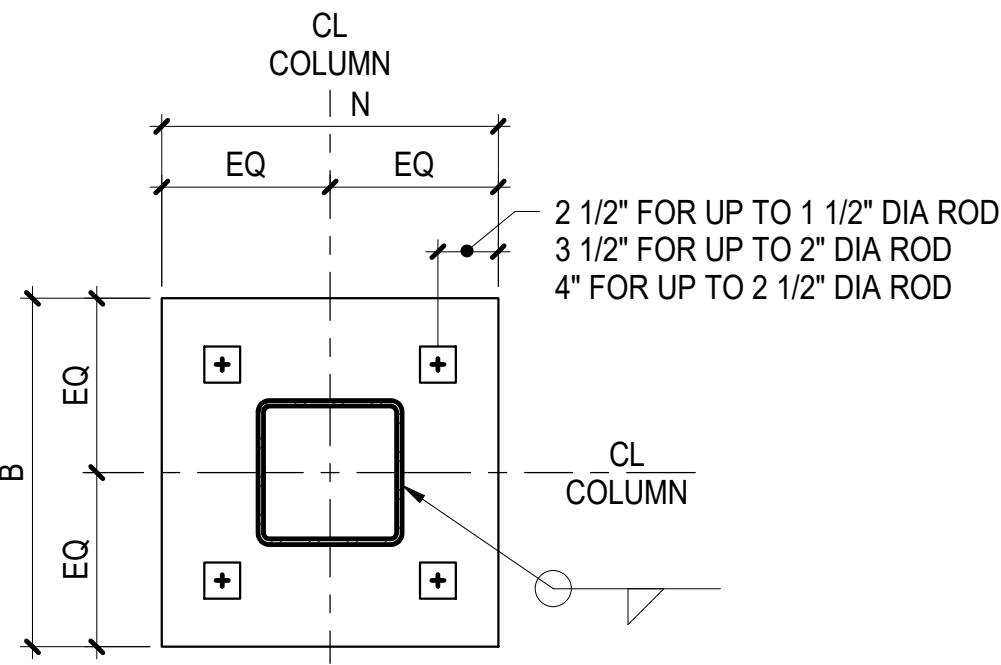 CL
COLUMN
N
EQ
EQ
2 1/2" FOR UP TO 1 1/2" DIA ROD
3 1/2" FOR UP TO 2" DIA ROD
4" FOR UP TO 2 1/2" DIA ROD
EQ
B
CL
COLUMN
EQ